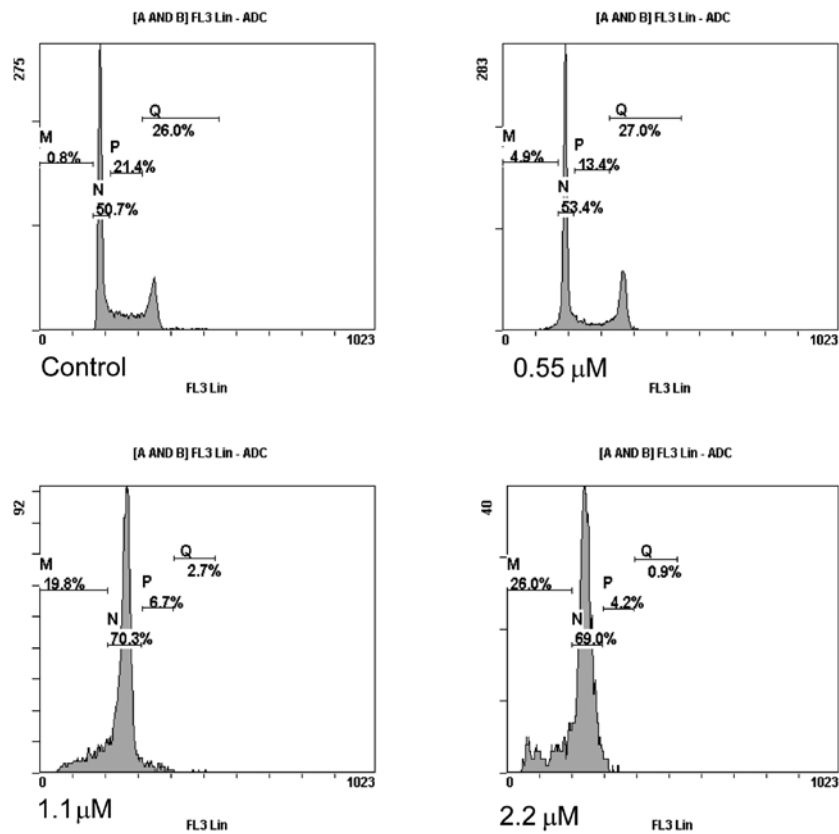 [A AND B] FL3 Lin - ADC
275
M
0.8%
N
50.7%
P
21.4%
Q
26.0%
0 1023
Control
FL3 Lin
[A AND B] FL3 Lin - ADC
283
M
4.9%
N
53.4%
P
13.4%
Q
27.0%
0 1023
0.55 μM
FL3 Lin
[A AND B] FL3 Lin - ADC
92
M
19.8%
N
70.3%
P
6.7%
Q
2.7%
0 1023
1.1 μM
FL3 Lin
[A AND B] FL3 Lin - ADC
40
M
26.0%
N
69.0%
P
4.2%
Q
0.9%
0 1023
2.2 μM
FL3 Lin